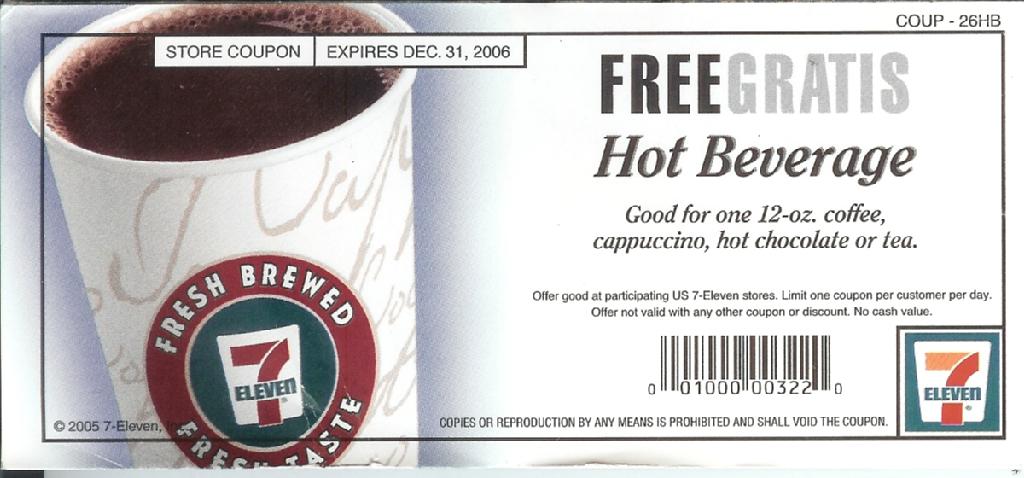 COUP - 26HB
STORE COUPON EXPIRES DEC. 31, 2006
FREEGRATIS
Hot Beverage
Good for one 12-oz. coffee,
cappuccino, hot chocolate or tea.
Offer good at participating US 7-Eleven stores. Limit one coupon per customer per day.
Offer not valid with any other coupon or discount. No cash value.
0 01000 00322 0
COPIES OR REPRODUCTION BY ANY MEANS IS PROHIBITED AND SHALL VOID THE COUPON.
7 ELEVEN ®
FRESH BREWED
7 ELEVEN ®
FRESH TASTE
© 2005 7-Eleven, Inc